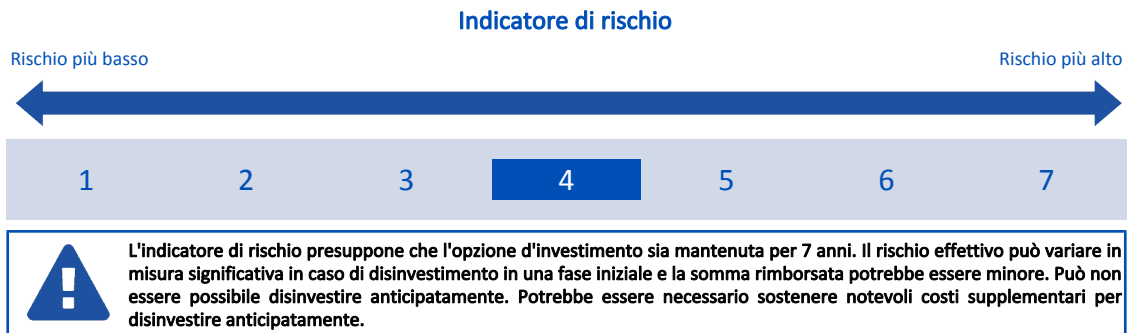 Indicatore di rischio
Rischio più basso
Rischio più alto
1 2 3 4 5 6 7
L'indicatore di rischio presuppone che l'opzione d'investimento sia mantenuta per 7 anni. Il rischio effettivo può variare in
misura significativa in caso di disinvestimento in una fase iniziale e la somma rimborsata potrebbe essere minore. Può non
essere possibile disinvestire anticipatamente. Potrebbe essere necessario sostenere notevoli costi supplementari per
disinvestire anticipatamente.